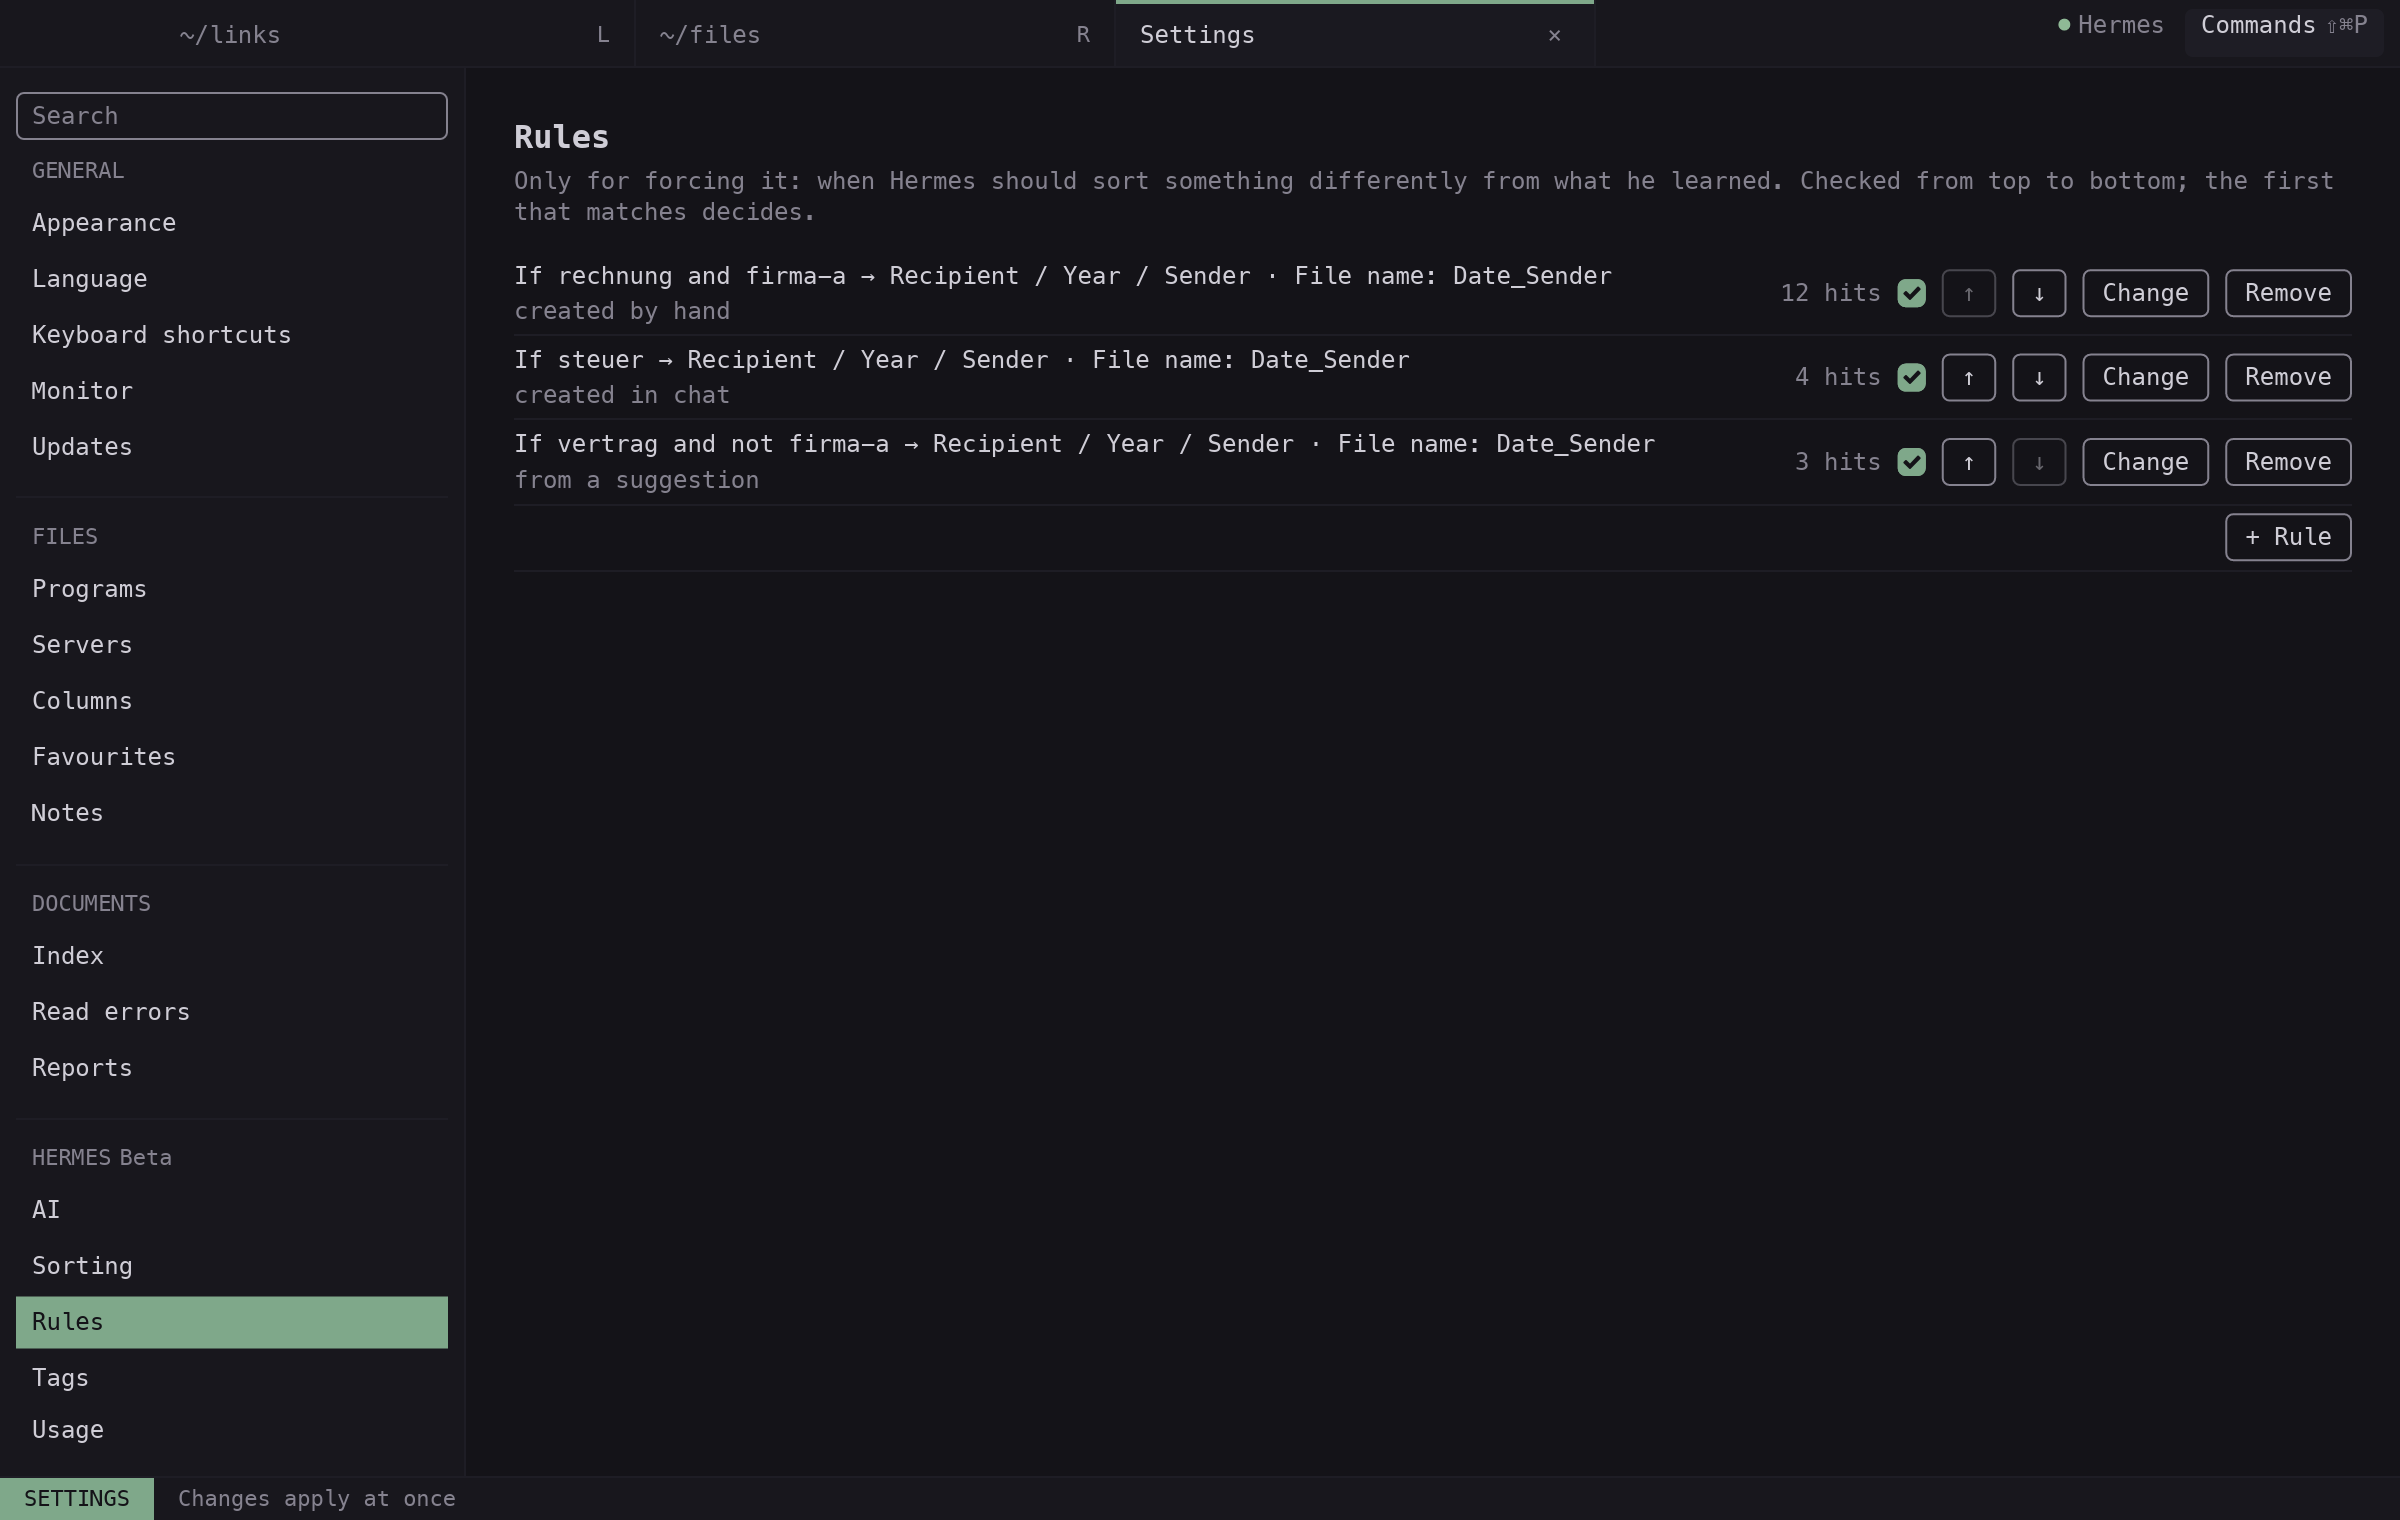 ~/links L ~/files R Settings × Hermes Commands ⇧⌘P
Search
GENERAL
Appearance
Language
Keyboard shortcuts
Monitor
Updates
FILES
Programs
Servers
Columns
Favourites
Notes
DOCUMENTS
Index
Read errors
Reports
HERMES Beta
AI
Sorting
Rules
Tags
Usage
Rules
Only for forcing it: when Hermes should sort something differently from what he learned. Checked from top to bottom; the first
that matches decides.
If rechnung and firma-a → Recipient / Year / Sender · File name: Date_Sender
created by hand
12 hits ↑ ↓ Change Remove
If steuer → Recipient / Year / Sender · File name: Date_Sender
created in chat
4 hits ↑ ↓ Change Remove
If vertrag and not firma-a → Recipient / Year / Sender · File name: Date_Sender
from a suggestion
3 hits ↑ ↓ Change Remove
+ Rule
SETTINGS Changes apply at once